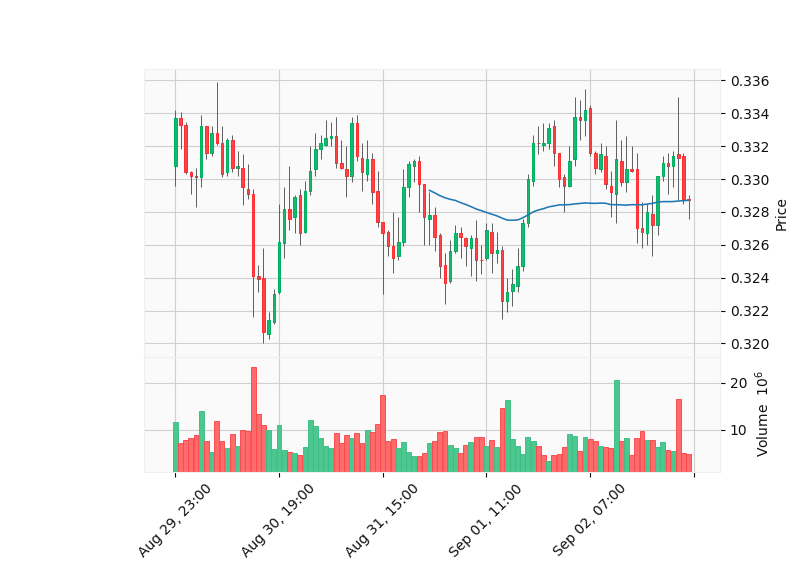 0.336
0.334
0.332
0.330
0.328
0.326
0.324
0.322
0.320
Price
20
10
Volume 10^6
Aug 29, 23:00
Aug 30, 19:00
Aug 31, 15:00
Sep 01, 11:00
Sep 02, 07:00